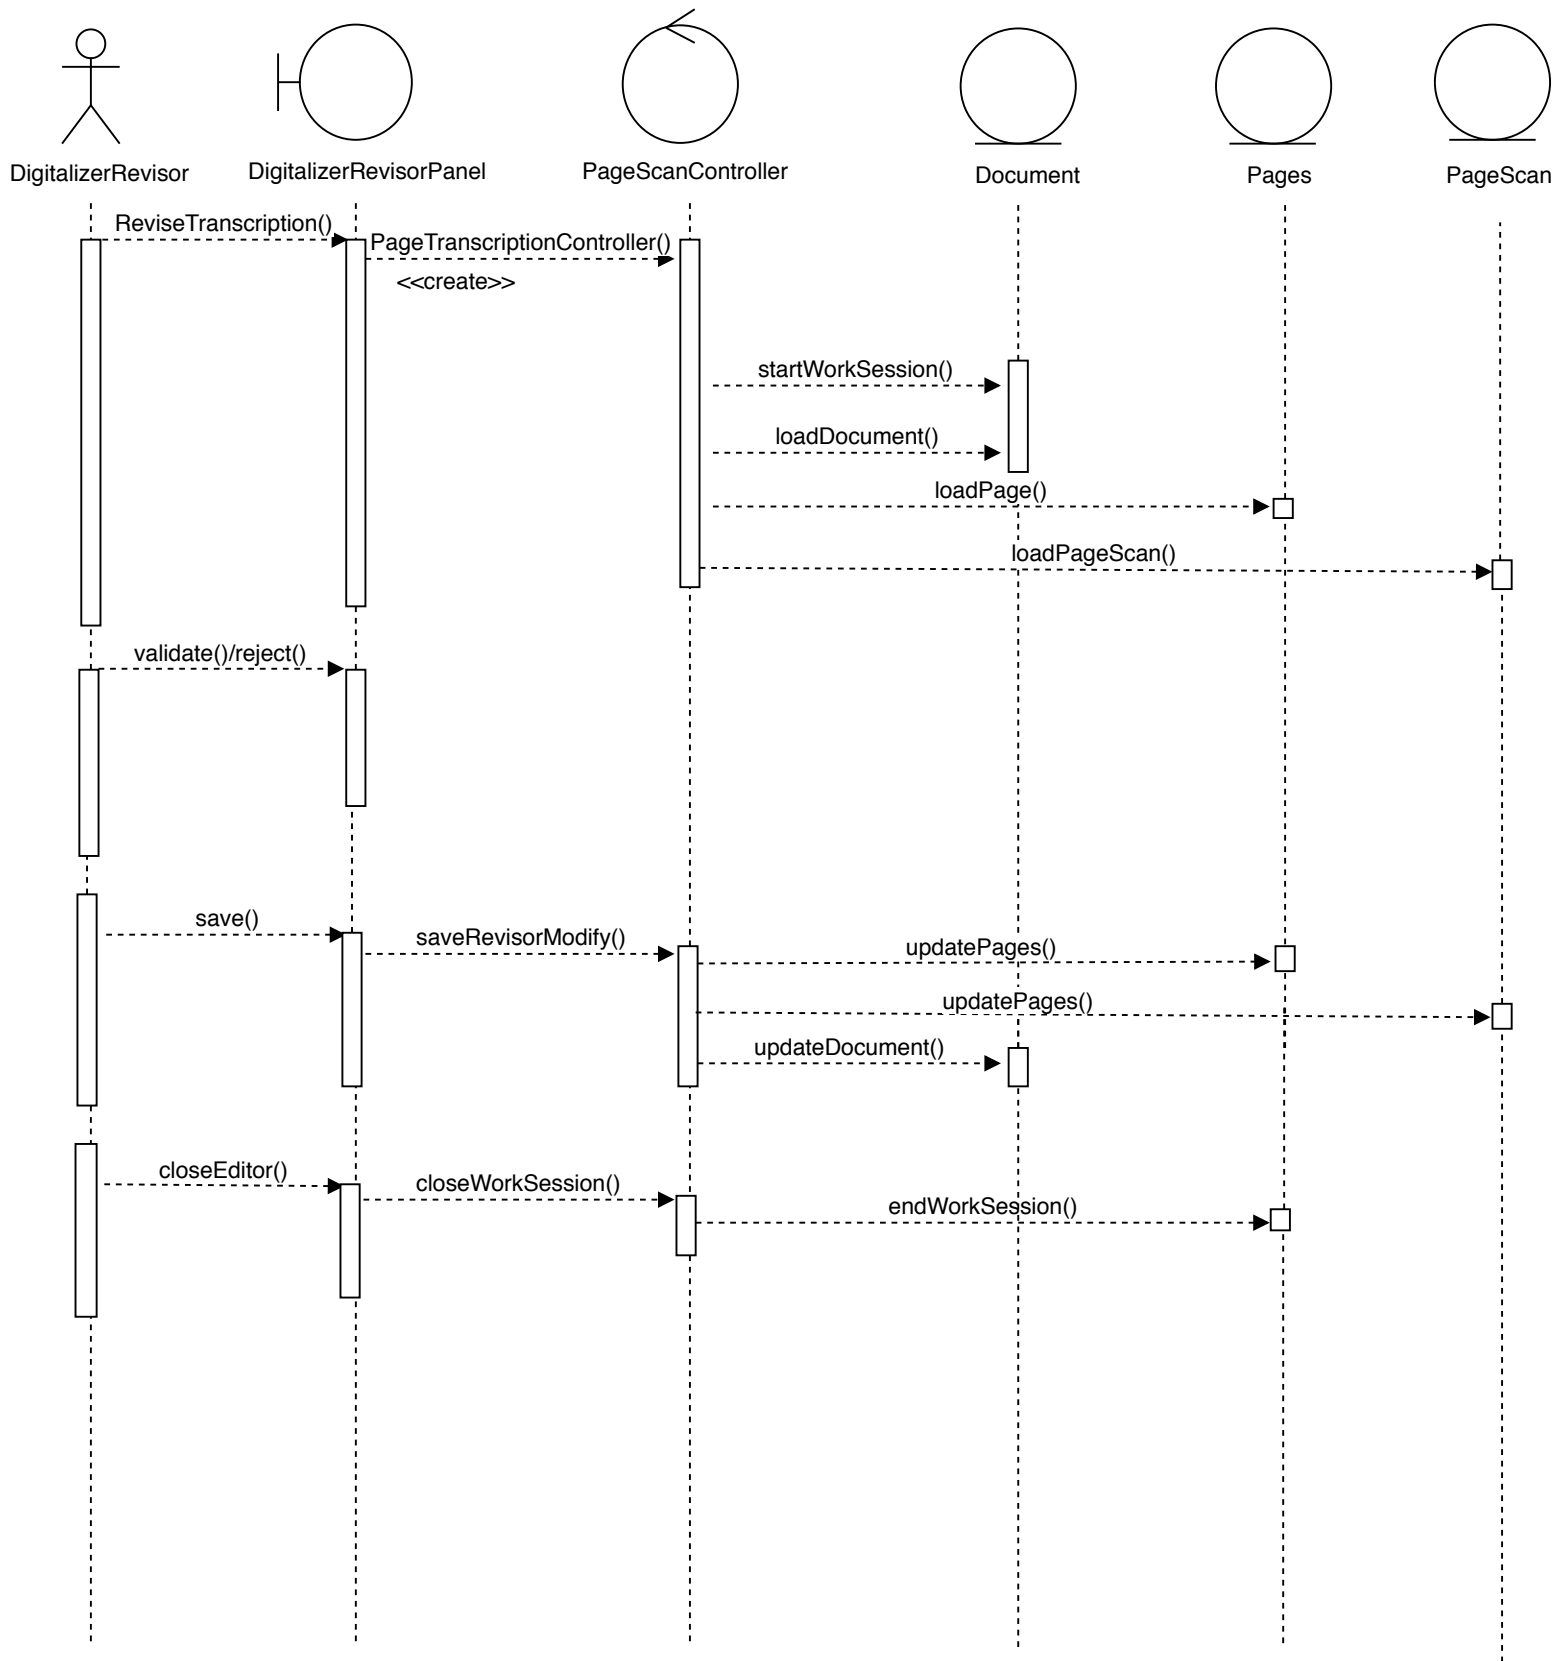 DigitalizerRevisor
DigitalizerRevisorPanel
PageScanController
Document
Pages
PageScan
ReviseTranscription()
PageTranscriptionController()
<<create>>
startWorkSession()
loadDocument()
loadPage()
loadPageScan()
validate()/reject()
save()
saveRevisorModify()
updatePages()
updatePages()
updateDocument()
closeEditor()
closeWorkSession()
endWorkSession()